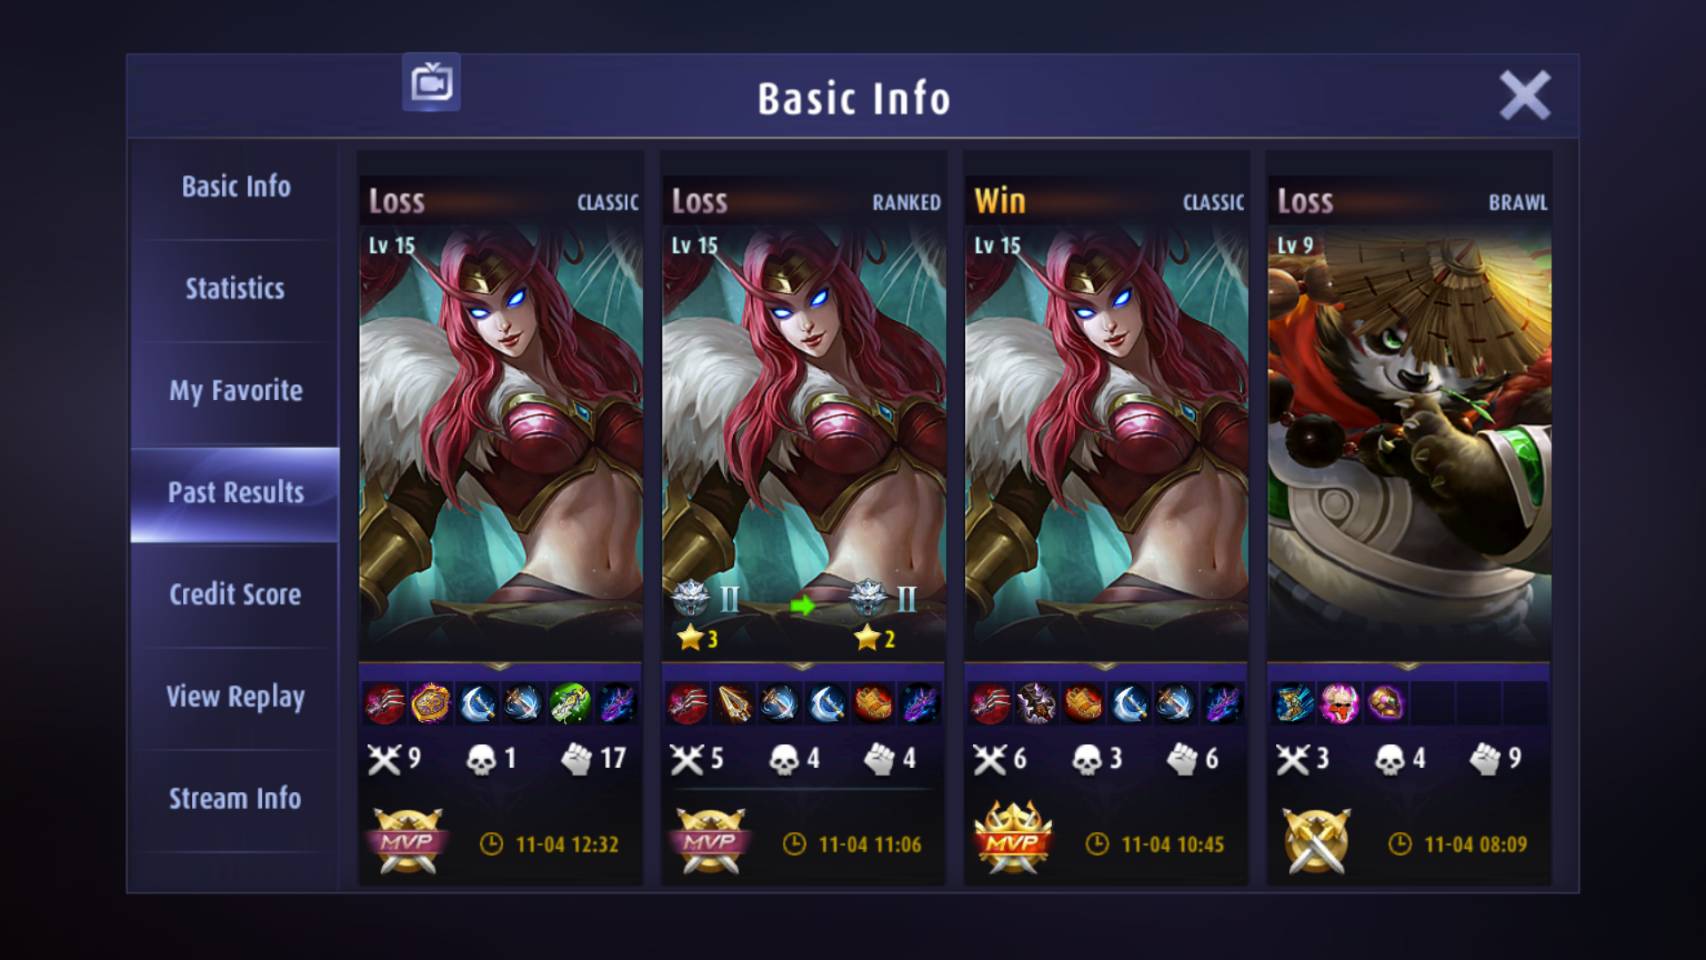 Basic Info
Basic Info
Statistics
My Favorite
Past Results
Credit Score
View Replay
Stream Info
Loss CLASSIC
Lv 15
9 1 17
MVP 11-04 12:32
Loss RANKED
Lv 15
II II
3 2
5 4 4
MVP 11-04 11:06
Win CLASSIC
Lv 15
6 3 6
MVP 11-04 10:45
Loss BRAWL
Lv 9
3 4 9
11-04 08:09